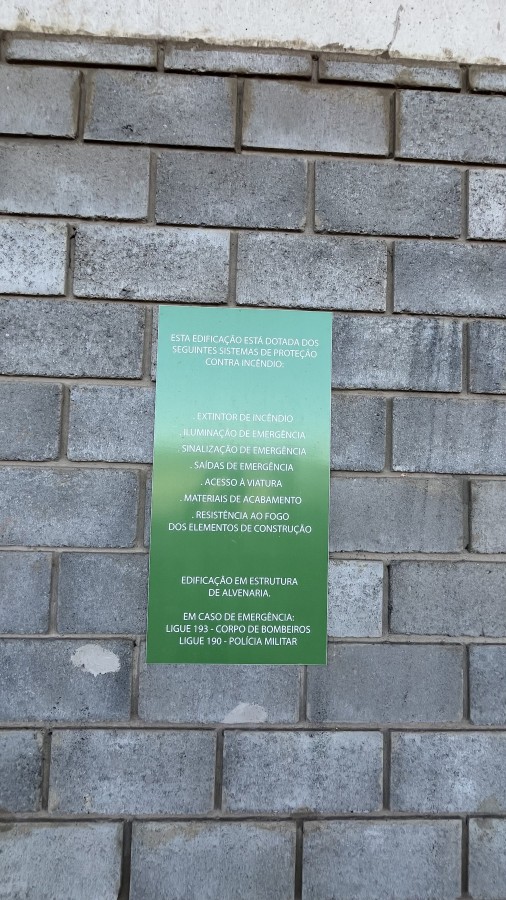 ESTA EDIFICAÇÃO ESTÁ DOTADA DOS
SEGUINTES SISTEMAS DE PROTEÇÃO
CONTRA INCÊNDIO:
. EXTINTOR DE INCÊNDIO
. ILUMINAÇÃO DE EMERGÊNCIA
. SINALIZAÇÃO DE EMERGÊNCIA
. SAÍDAS DE EMERGÊNCIA
. ACESSO À VIATURA
. MATERIAIS DE ACABAMENTO
. RESISTÊNCIA AO FOGO
DOS ELEMENTOS DE CONSTRUÇÃO
EDIFICAÇÃO EM ESTRUTURA
DE ALVENARIA.
EM CASO DE EMERGÊNCIA:
LIGUE 193 - CORPO DE BOMBEIROS
LIGUE 190 - POLÍCIA MILITAR